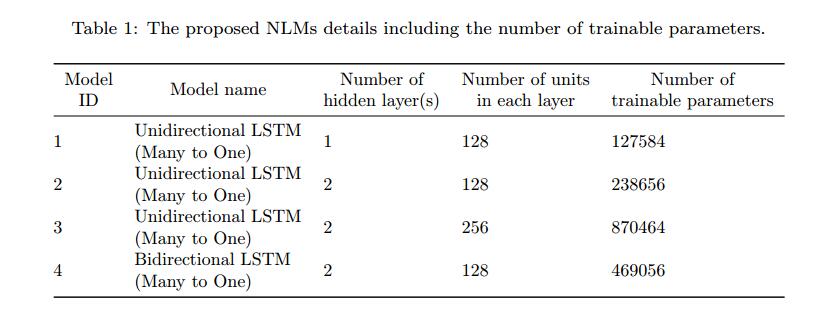 Table 1: The proposed NLMs details including the number of trainable parameters.
Model ID Model name Number of hidden layer(s) Number of units in each layer Number of trainable parameters
1 Unidirectional LSTM (Many to One) 1 128 127584
2 Unidirectional LSTM (Many to One) 2 128 238656
3 Unidirectional LSTM (Many to One) 2 256 870464
4 Bidirectional LSTM (Many to One) 2 128 469056